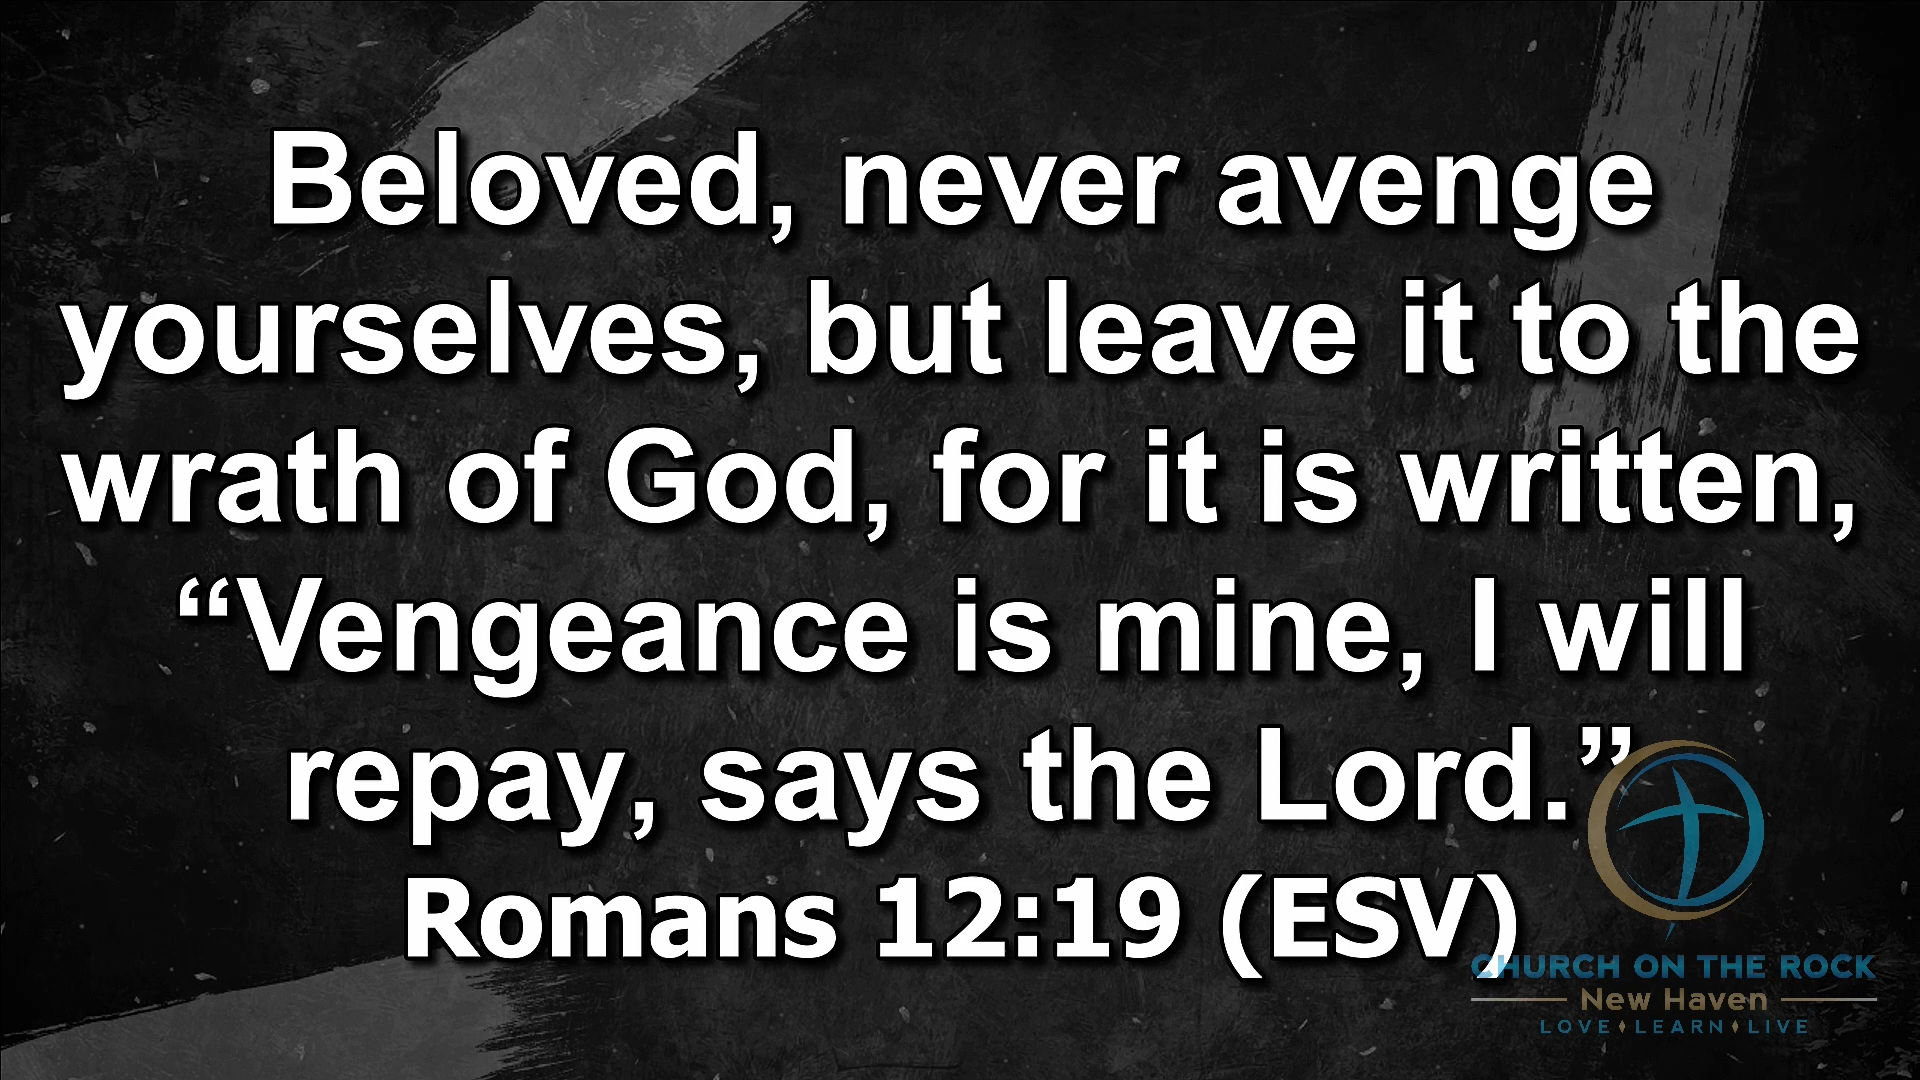 Beloved, never avenge
yourselves, but leave it to the
wrath of God, for it is written,
“Vengeance is mine, I will
repay, says the Lord.”
Romans 12:19 (ESV)
CHURCH ON THE ROCK
New Haven
LOVE♦LEARN♦LIVE